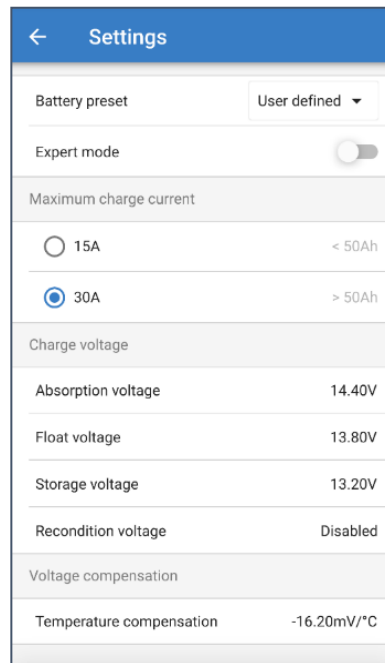 Settings
Battery preset User defined
Expert mode
Maximum charge current
15A < 50Ah
30A > 50Ah
Charge voltage
Absorption voltage 14.40V
Float voltage 13.80V
Storage voltage 13.20V
Recondition voltage Disabled
Voltage compensation
Temperature compensation -16.20mV/°C